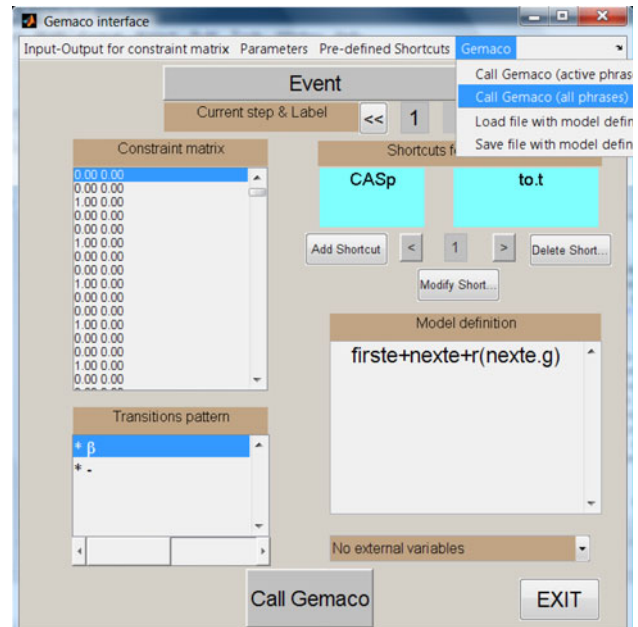 Gemaco interface
Input-Output for constraint matrix Parameters Pre-defined Shortcuts Gemaco
Call Gemaco (active phras
Call Gemaco (all phrases)
Load file with model defin
Save file with model defin
Event
Current step & Label << 1
Constraint matrix
0.00 0.00
0.00 0.00
1.00 0.00
0.00 0.00
0.00 0.00
1.00 0.00
0.00 0.00
0.00 0.00
1.00 0.00
0.00 0.00
0.00 0.00
1.00 0.00
0.00 0.00
0.00 0.00
1.00 0.00
0.00 0.00
Shortcuts f
CASp to.t
Add Shortcut < 1 > Delete Short...
Modify Short...
Model definition
firste+nexte+r(nexte.g)
Transitions pattern
* β
* -
No external variables
Call Gemaco
EXIT